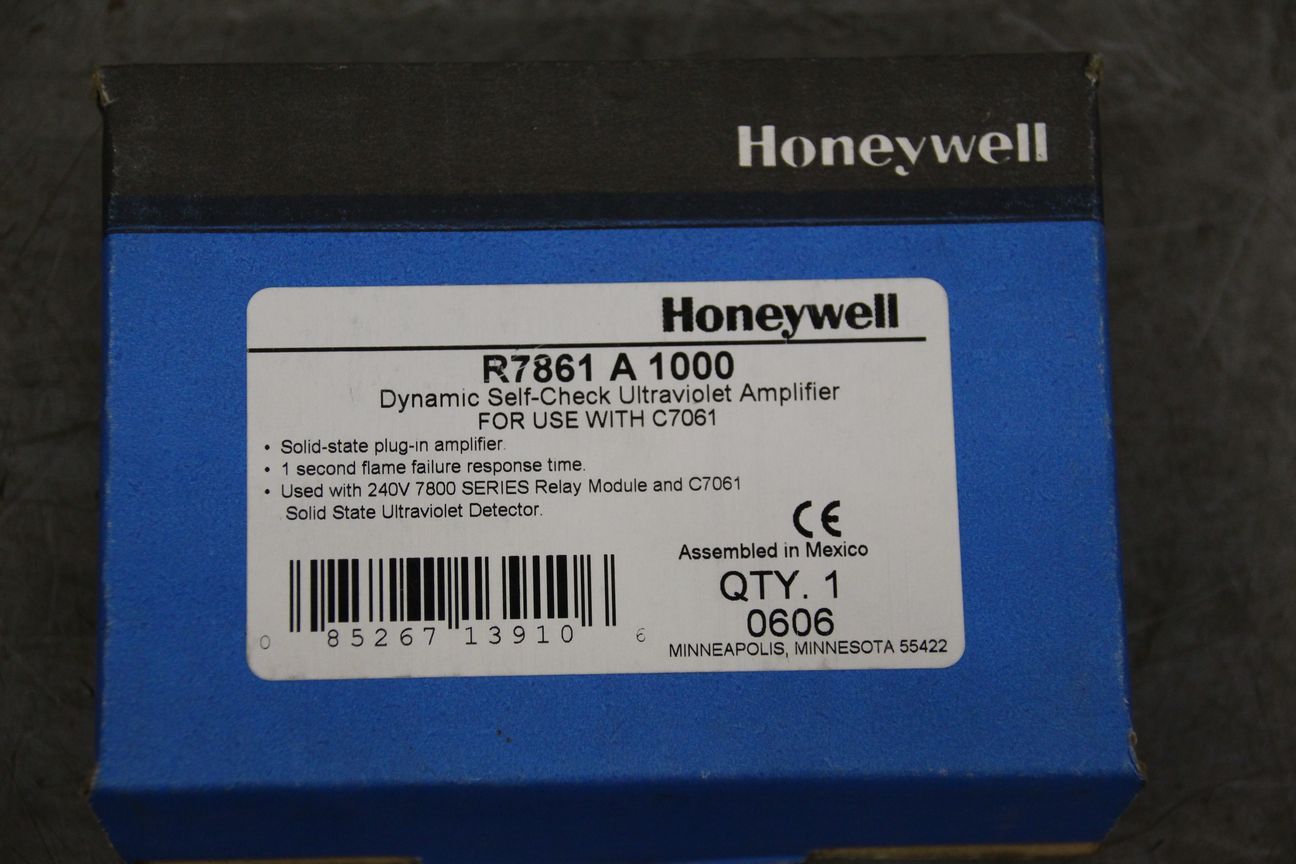 Honeywell
Honeywell
R7861 A 1000
Dynamic Self-Check Ultraviolet Amplifier
FOR USE WITH C7061
• Solid-state plug-in amplifier.
• 1 second flame failure response time.
• Used with 240V 7800 SERIES Relay Module and C7061
Solid State Ultraviolet Detector.
CE
Assembled in Mexico
QTY. 1
0606
MINNEAPOLIS, MINNESOTA 55422
0 85267 13910 6